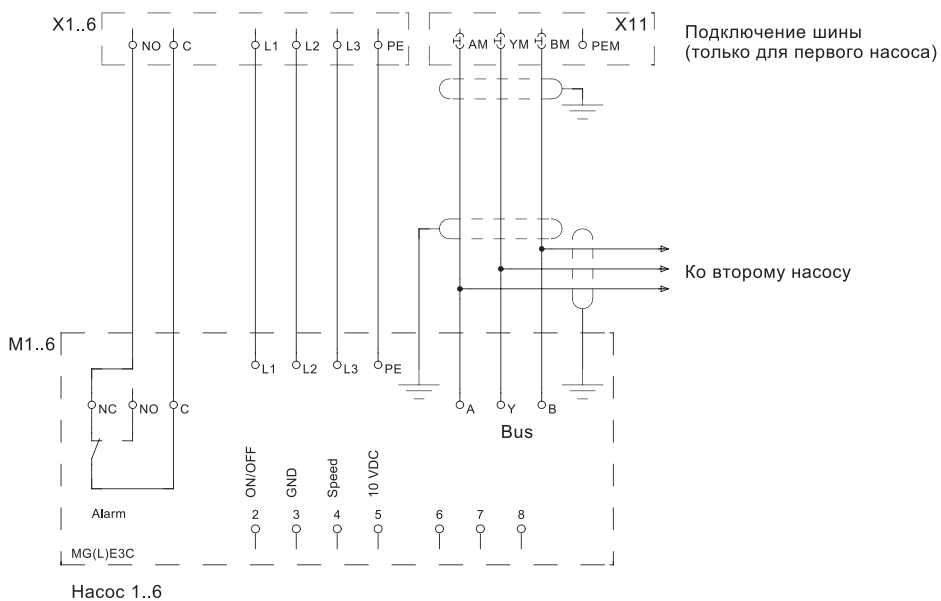 X1..6
X11
NO C L1 L2 L3 PE
AM YM BM PEM
Подключение шины
(только для первого насоса)
Ко второму насосу
M1..6
L1 L2 L3 PE
NC NO C
A Y B
Bus
ON/OFF GND Speed 10 VDC
2 3 4 5 6 7 8
Alarm
MG(L)E3C
Насос 1..6